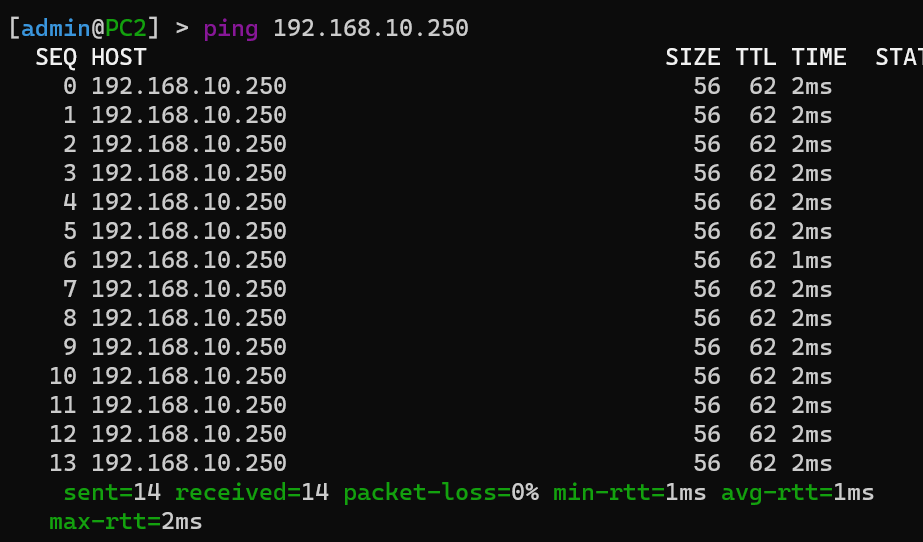 [admin@PC2] > ping 192.168.10.250
SEQ HOST SIZE TTL TIME STAT
0 192.168.10.250 56 62 2ms
1 192.168.10.250 56 62 2ms
2 192.168.10.250 56 62 2ms
3 192.168.10.250 56 62 2ms
4 192.168.10.250 56 62 2ms
5 192.168.10.250 56 62 2ms
6 192.168.10.250 56 62 1ms
7 192.168.10.250 56 62 2ms
8 192.168.10.250 56 62 2ms
9 192.168.10.250 56 62 2ms
10 192.168.10.250 56 62 2ms
11 192.168.10.250 56 62 2ms
12 192.168.10.250 56 62 2ms
13 192.168.10.250 56 62 2ms
sent=14 received=14 packet-loss=0% min-rtt=1ms avg-rtt=1ms
max-rtt=2ms